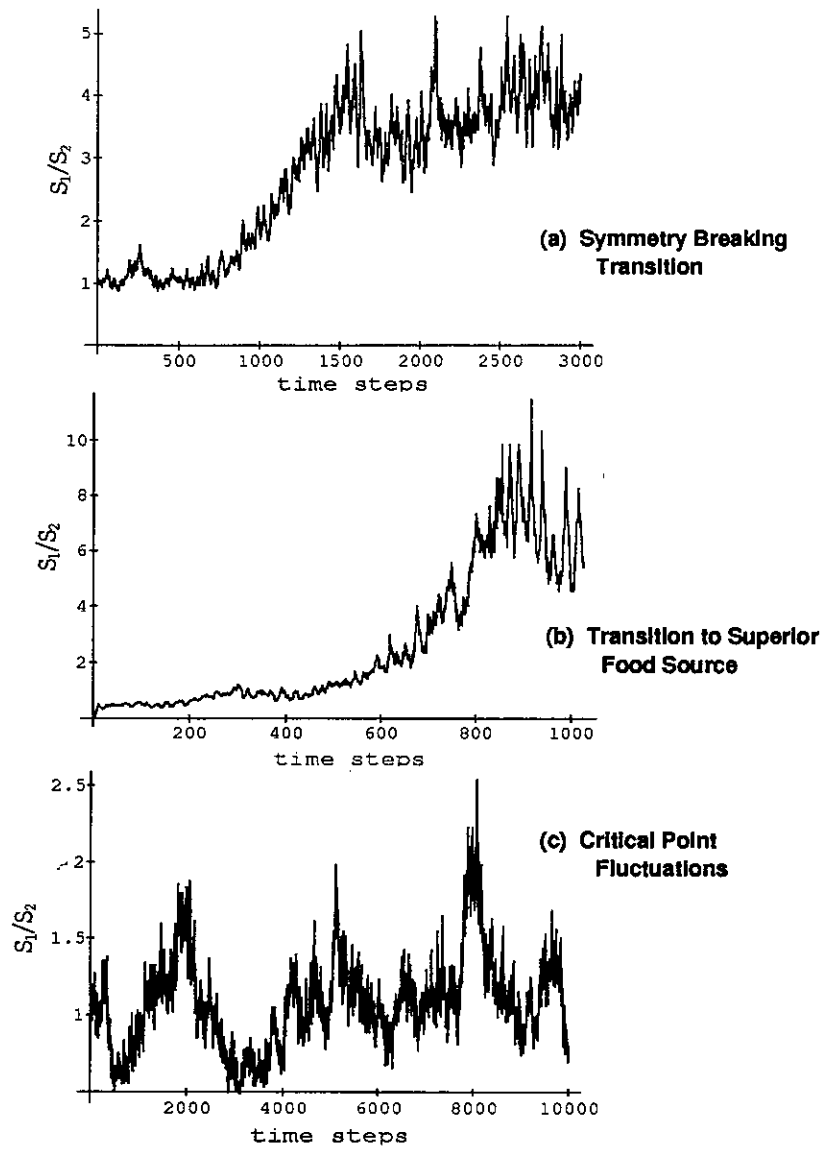 5
4
3
2
1
S₁/S₂
500 1000 1500 2000 2500 3000
time steps
(a) Symmetry Breaking
Transition
10
8
6
4
2
S₁/S₂
200 400 600 800 1000
time steps
(b) Transition to Superior
Food Source
2.5
2
1.5
1
S₁/S₂
2000 4000 6000 8000 10000
time steps
(c) Critical Point
Fluctuations